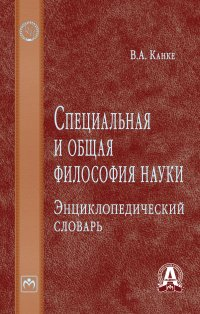 В.А. Канке
Специальная
и общая
философия науки
Энциклопедический
словарь